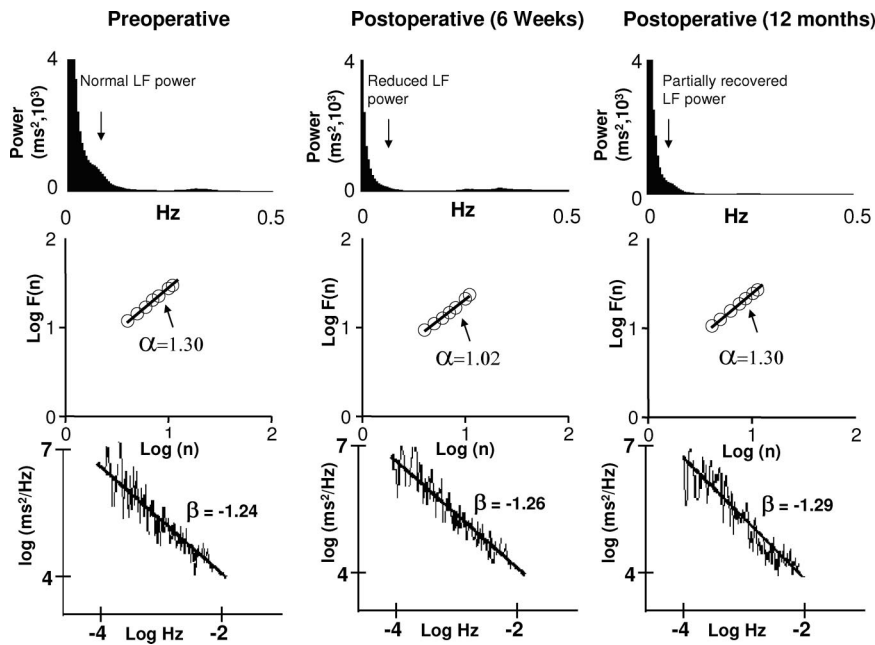 Preoperative
Postoperative (6 Weeks)
Postoperative (12 months)
Power
(ms²,10³)
4
0
Normal LF power
0
Hz
0.5
Power
(ms²,10³)
4
0
Reduced LF
power
0
Hz
0.5
Power
(ms²,10³)
4
0
Partially recovered
LF power
0
Hz
0.5
Log F(n)
2
1
0
α=1.30
0
1
2
Log (n)
Log F(n)
2
1
0
α=1.02
0
1
2
Log (n)
Log F(n)
2
1
0
α=1.30
0
1
2
Log (n)
log (ms²/Hz)
7
4
β = -1.24
-4
Log Hz
-2
log (ms²/Hz)
7
4
β = -1.26
-4
Log Hz
-2
log (ms²/Hz)
7
4
β = -1.29
-4
Log Hz
-2